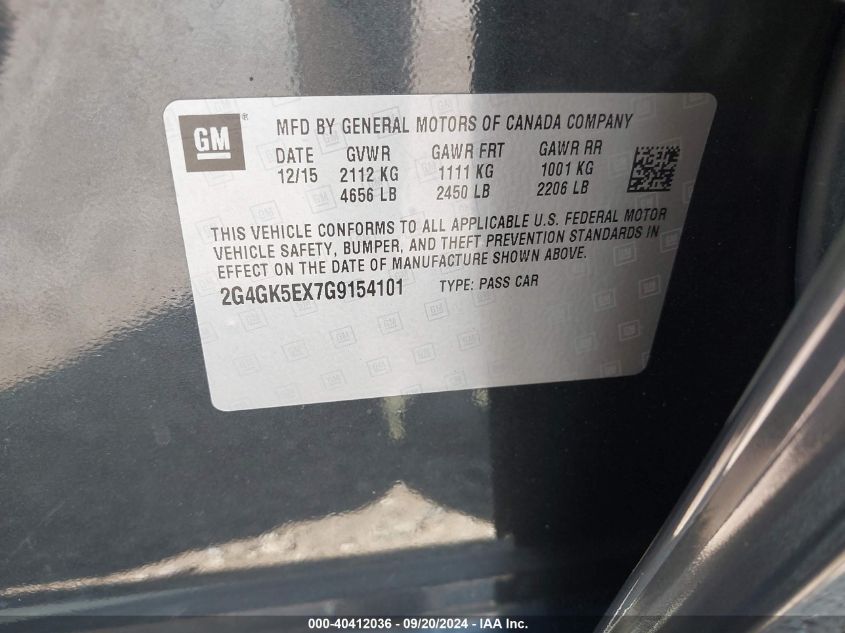 GM ®
MFD BY GENERAL MOTORS OF CANADA COMPANY
DATE GVWR GAWR FRT GAWR RR
12/15 2112 KG 1111 KG 1001 KG
4656 LB 2450 LB 2206 LB
THIS VEHICLE CONFORMS TO ALL APPLICABLE U.S. FEDERAL MOTOR
VEHICLE SAFETY, BUMPER, AND THEFT PREVENTION STANDARDS IN
EFFECT ON THE DATE OF MANUFACTURE SHOWN ABOVE.
2G4GK5EX7G9154101 TYPE: PASS CAR
000-40412036 - 09/20/2024 - IAA Inc.